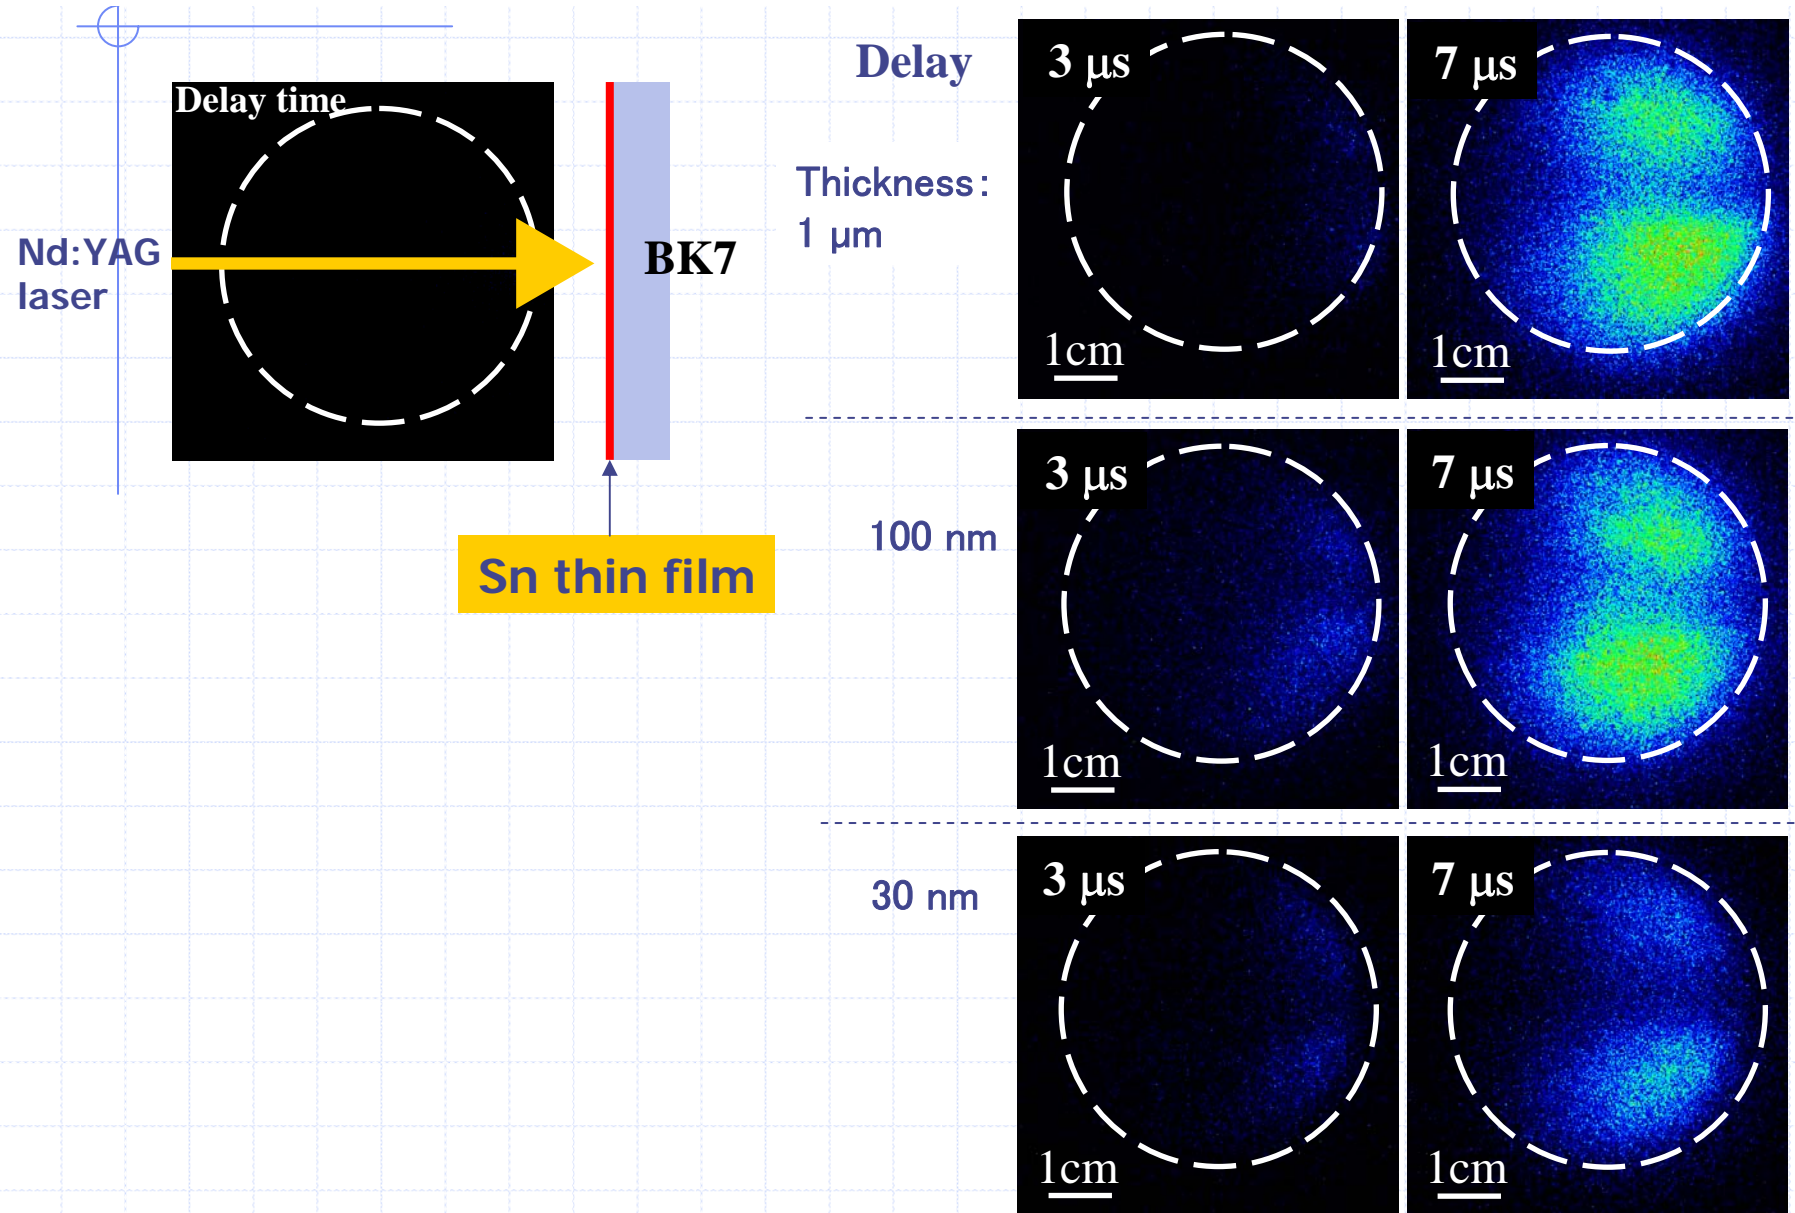 Delay time
Nd:YAG
laser
BK7
Sn thin film
Delay
Thickness:
1 μm
3 μs
1cm
7 μs
1cm
100 nm
3 μs
1cm
7 μs
1cm
30 nm
3 μs
1cm
7 μs
1cm